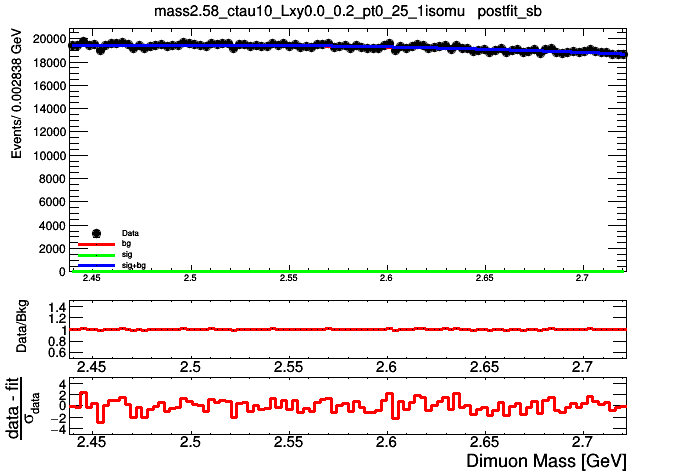 mass2.58_ctau10_Lxy0.0_0.2_pt0_25_1isomu postfit_sb
Events/ 0.002838 GeV
20000
18000
16000
14000
12000
10000
8000
6000
4000
2000
0
Data
bg
sig
sig+bg
2.45 2.5 2.55 2.6 2.65 2.7
Data/Bkg
1.4
1.2
1
0.8
0.6
2.45 2.5 2.55 2.6 2.65 2.7
data - fit
σdata
4
2
0
−2
−4
2.45 2.5 2.55 2.6 2.65 2.7
Dimuon Mass [GeV]